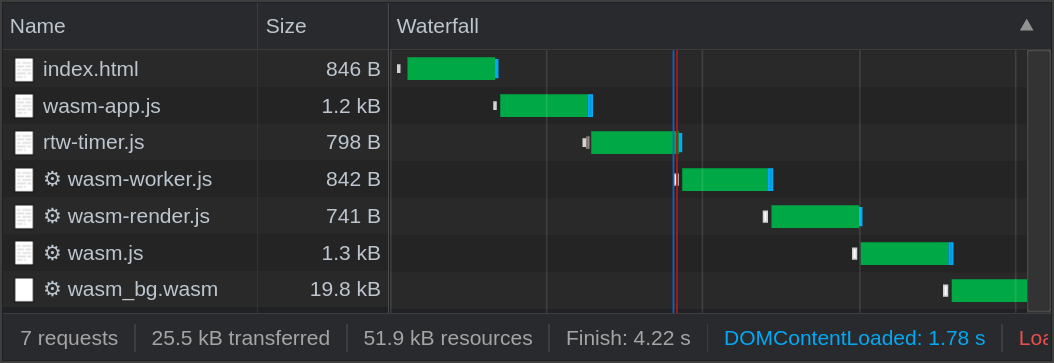 Name Size Waterfall
index.html 846 B
wasm-app.js 1.2 kB
rtw-timer.js 798 B
wasm-worker.js 842 B
wasm-render.js 741 B
wasm.js 1.3 kB
wasm_bg.wasm 19.8 kB
7 requests 25.5 kB transferred 51.9 kB resources Finish: 4.22 s DOMContentLoaded: 1.78 s